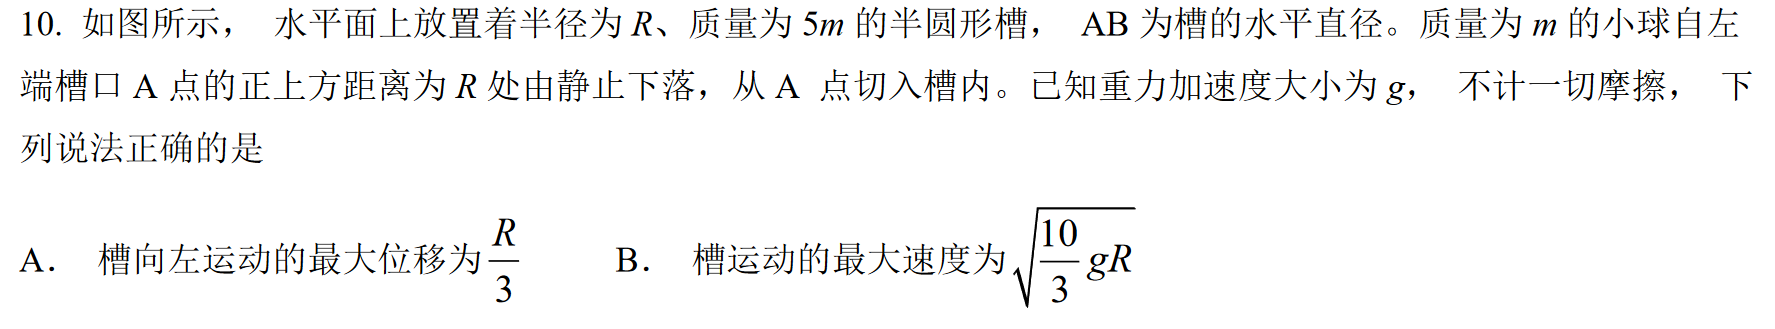 10. 如图所示， 水平面上放置着半径为 R、质量为 5m 的半圆形槽， AB 为槽的水平直径。质量为 m 的小球自左
端槽口 A 点的正上方距离为 R 处由静止下落，从 A 点切入槽内。已知重力加速度大小为 g， 不计一切摩擦， 下
列说法正确的是
A． 槽向左运动的最大位移为 $\frac{R}{3}$ B． 槽运动的最大速度为 $\sqrt{\frac{10}{3}gR}$